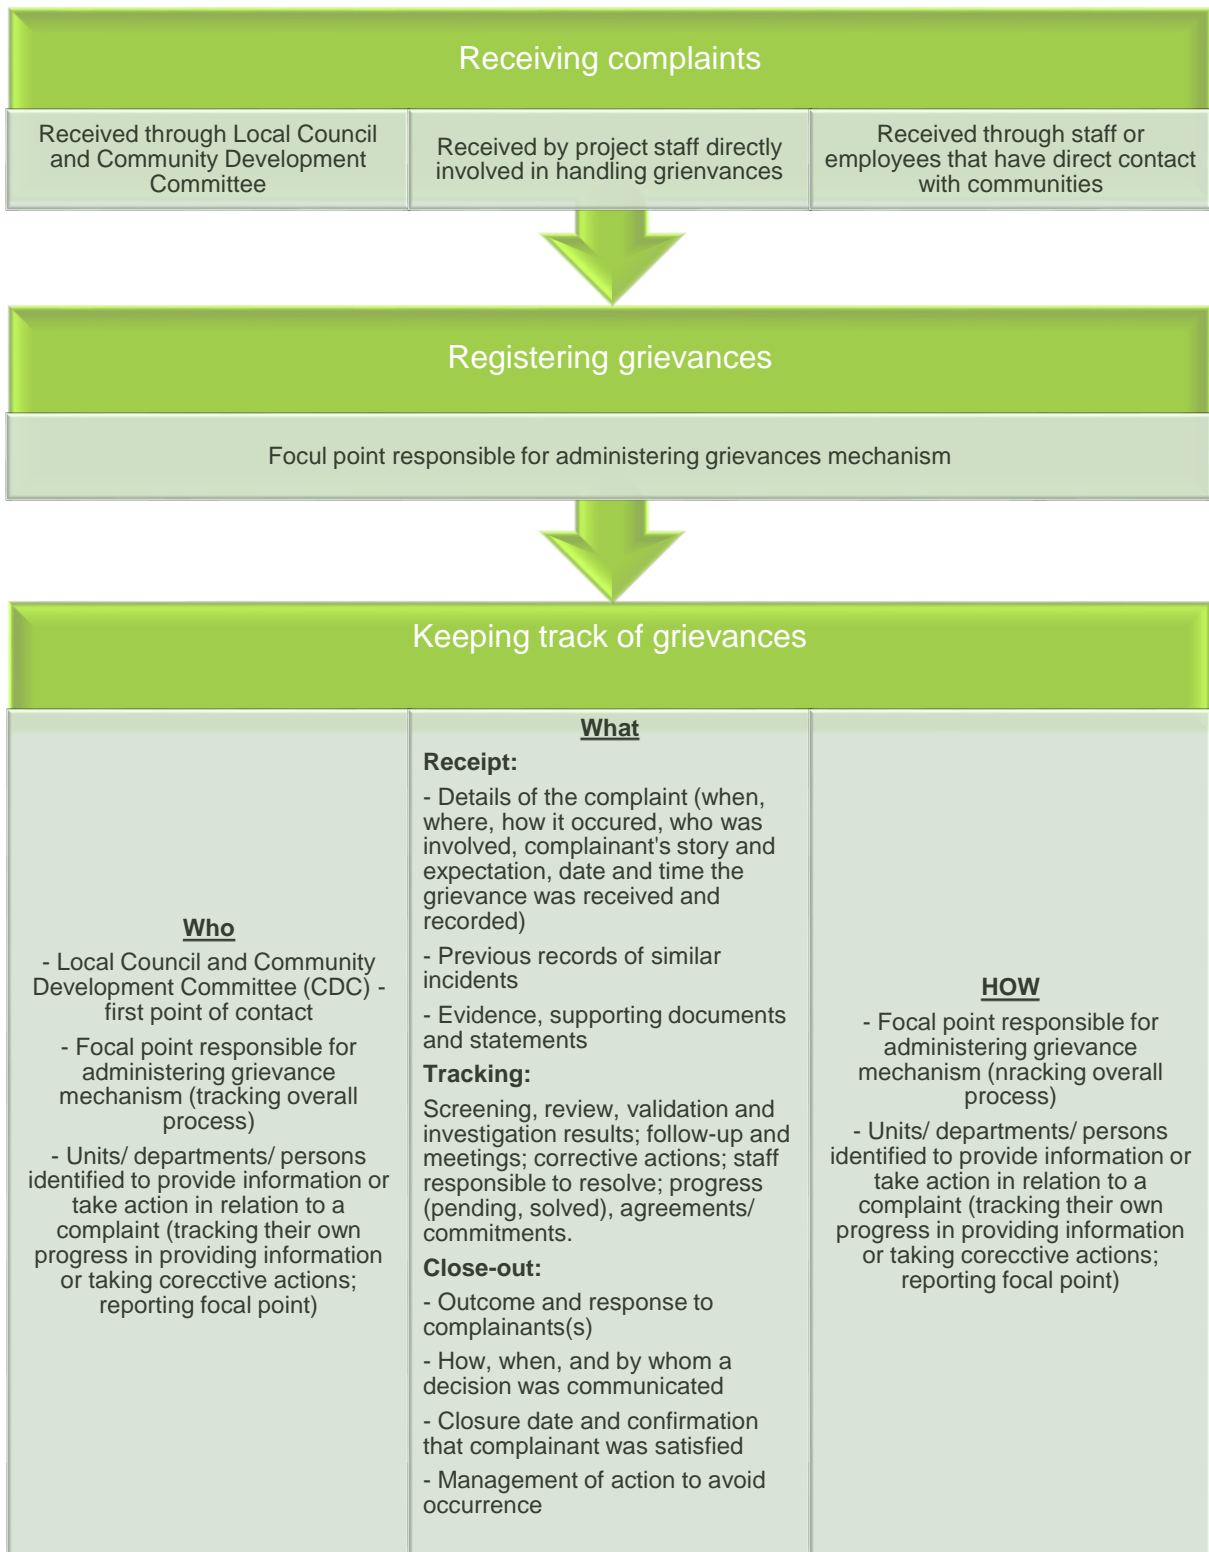 Receiving complaints
Received through Local Council
and Community Development
Committee
Received by project staff directly
involved in handling grienvances
Received through staff or
employees that have direct contact
with communities
Registering grievances
Focul point responsible for administering grievances mechanism
Keeping track of grievances
Who
- Local Council and Community
Development Committee (CDC) -
first point of contact
- Focal point responsible for
administering grievance
mechanism (tracking overall
process)
- Units/ departments/ persons
identified to provide information or
take action in relation to a
complaint (tracking their own
progress in providing information
or taking corecctive actions;
reporting focal point)
What
Receipt:
- Details of the complaint (when,
where, how it occured, who was
involved, complainant's story and
expectation, date and time the
grievance was received and
recorded)
- Previous records of similar
incidents
- Evidence, supporting documents
and statements
Tracking:
Screening, review, validation and
investigation results; follow-up and
meetings; corrective actions; staff
responsible to resolve; progress
(pending, solved), agreements/
commitments.
Close-out:
- Outcome and response to
complainants(s)
- How, when, and by whom a
decision was communicated
- Closure date and confirmation
that complainant was satisfied
- Management of action to avoid
occurrence
HOW
- Focal point responsible for
administering grievance
mechanism (nracking overall
process)
- Units/ departments/ persons
identified to provide information or
take action in relation to a
complaint (tracking their own
progress in providing information
or taking corecctive actions;
reporting focal point)